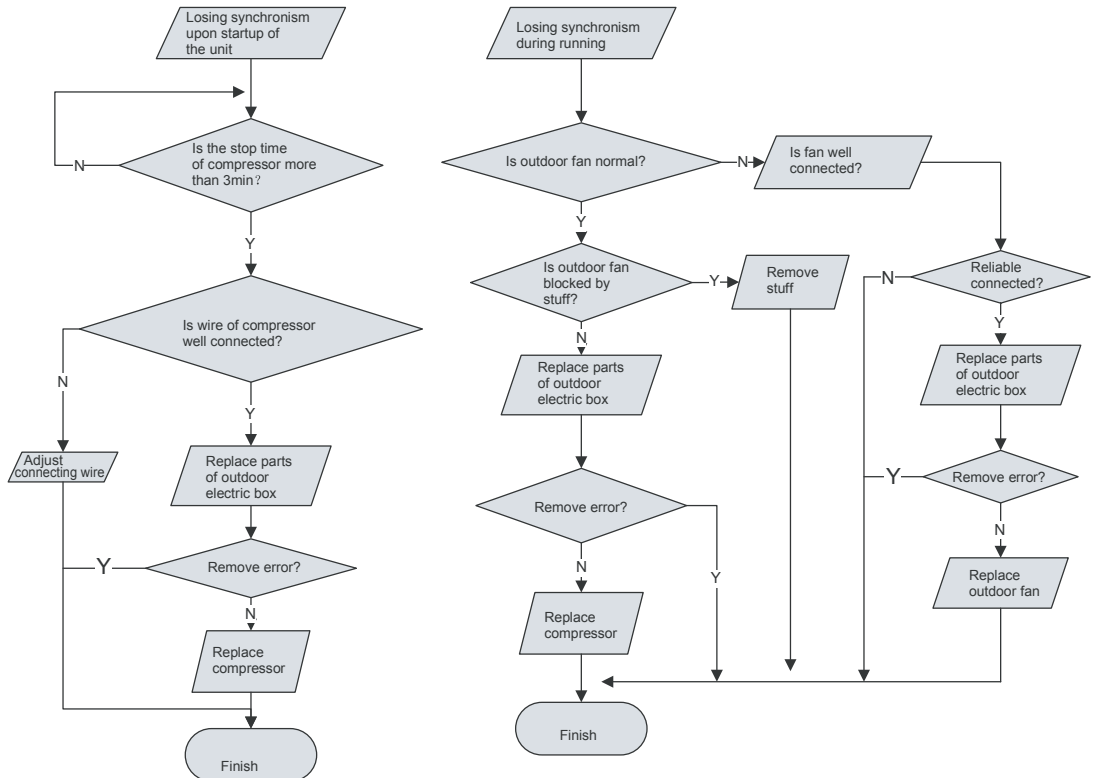 Losing synchronism
upon startup of
the unit
N
Is the stop time
of compressor more
than 3min?
Y
Is wire of compressor
well connected?
N
Y
Adjust
connecting wire
Replace parts
of outdoor
electric box
Y
Remove error?
N
Replace
compressor
Finish
Losing synchronism
during running
Is outdoor fan normal?
N
Is fan well
connected?
Y
Is outdoor fan
blocked by
stuff?
Y
Remove
stuff
N
Reliable
connected?
N
Y
Replace parts
of outdoor
electric box
Replace parts
of outdoor
electric box
Remove error?
Y
Remove error?
N
Y
N
Replace
compressor
Replace
outdoor fan
Finish